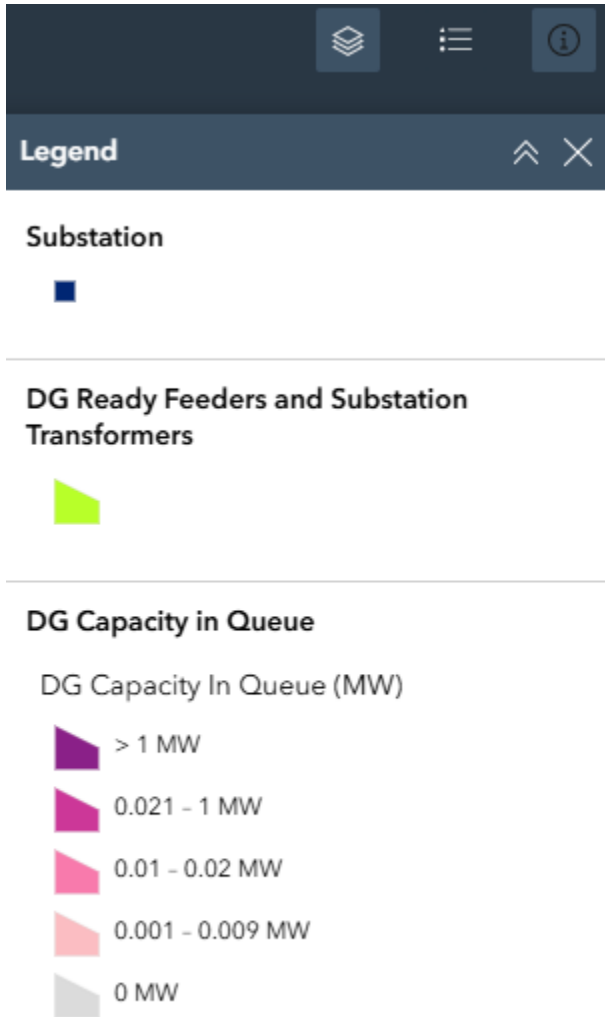 Legend
Substation
DG Ready Feeders and Substation
Transformers
DG Capacity in Queue
DG Capacity In Queue (MW)
> 1 MW
0.021 – 1 MW
0.01 – 0.02 MW
0.001 – 0.009 MW
0 MW